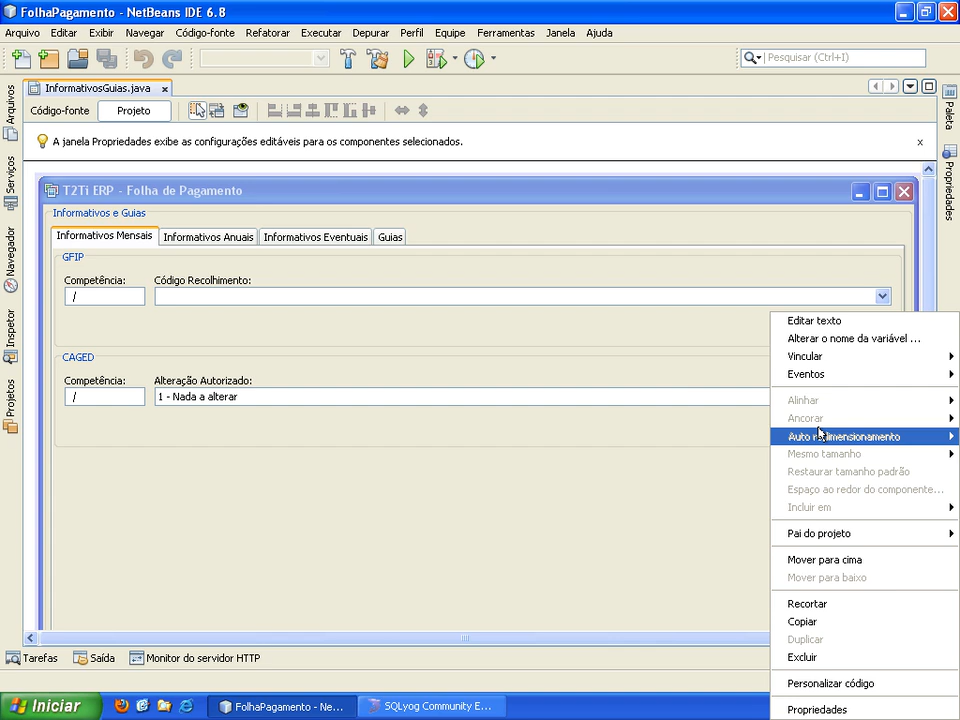 FolhaPagamento - NetBeans IDE 6.8
Arquivo Editar Exibir Navegar Código-fonte Refatorar Executar Depurar Perfil Equipe Ferramentas Janela Ajuda
Pesquisar (Ctrl+I)
InformativosGuias.java x
Código-fonte Projeto
A janela Propriedades exibe as configurações editáveis para os componentes selecionados. x
Arquivos
Serviços
Navegador
Inspetor
Projetos
Paleta
Propriedades
T2Ti ERP - Folha de Pagamento
Informativos e Guias
Informativos Mensais Informativos Anuais Informativos Eventuais Guias
GFIP
Competência: Código Recolhimento:
/
CAGED
Competência: Alteração Autorizado:
/ 1 - Nada a alterar
Editar texto
Alterar o nome da variável ...
Vincular
Eventos
Alinhar
Ancorar
Auto redimensionamento
Mesmo tamanho
Restaurar tamanho padrão
Espaço ao redor do componente...
Incluir em
Pai do projeto
Mover para cima
Mover para baixo
Recortar
Copiar
Duplicar
Excluir
Personalizar código
Propriedades
Tarefas Saída Monitor do servidor HTTP
Iniciar FolhaPagamento - Ne... SQLyog Community E...